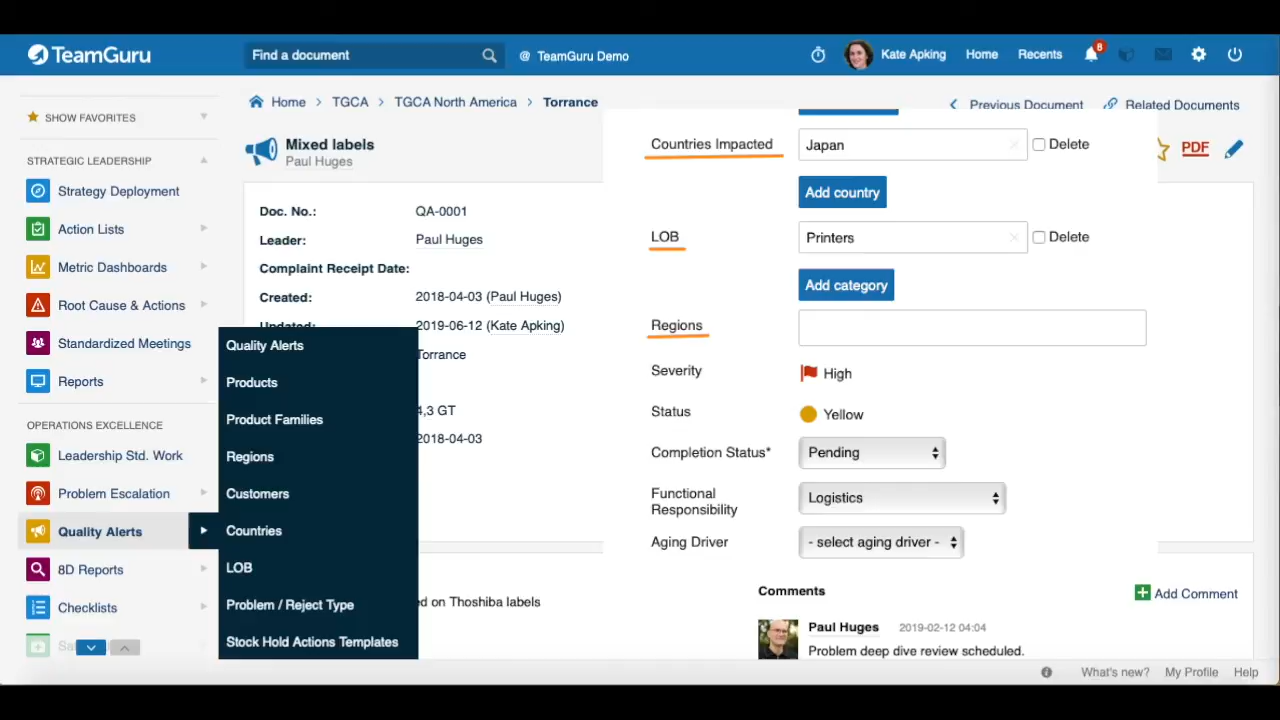 TeamGuru
Find a document
@ TeamGuru Demo
Kate Apking
Home
Recents
8
SHOW FAVORITES
STRATEGIC LEADERSHIP
Strategy Deployment
Action Lists
Metric Dashboards
Root Cause & Actions
Standardized Meetings
Reports
OPERATIONS EXCELLENCE
Leadership Std. Work
Problem Escalation
Quality Alerts
8D Reports
Checklists
Quality Alerts
Products
Product Families
Regions
Customers
Countries
LOB
Problem / Reject Type
Stock Hold Actions Templates
Home > TGCA > TGCA North America > Torrance
Previous Document
Related Documents
Mixed labels
Paul Huges
PDF
Doc. No.: QA-0001
Leader: Paul Huges
Complaint Receipt Date:
Created: 2018-04-03 (Paul Huges)
Updated: 2019-06-12 (Kate Apking)
Torrance
4,3 GT
2018-04-03
ed on Thoshiba labels
Countries Impacted
Japan
Delete
Add country
LOB
Printers
Delete
Add category
Regions
Severity
High
Status
Yellow
Completion Status*
Pending
Functional
Responsibility
Logistics
Aging Driver
- select aging driver -
Comments
Add Comment
Paul Huges 2019-02-12 04:04
Problem deep dive review scheduled.
What's new?
My Profile
Help